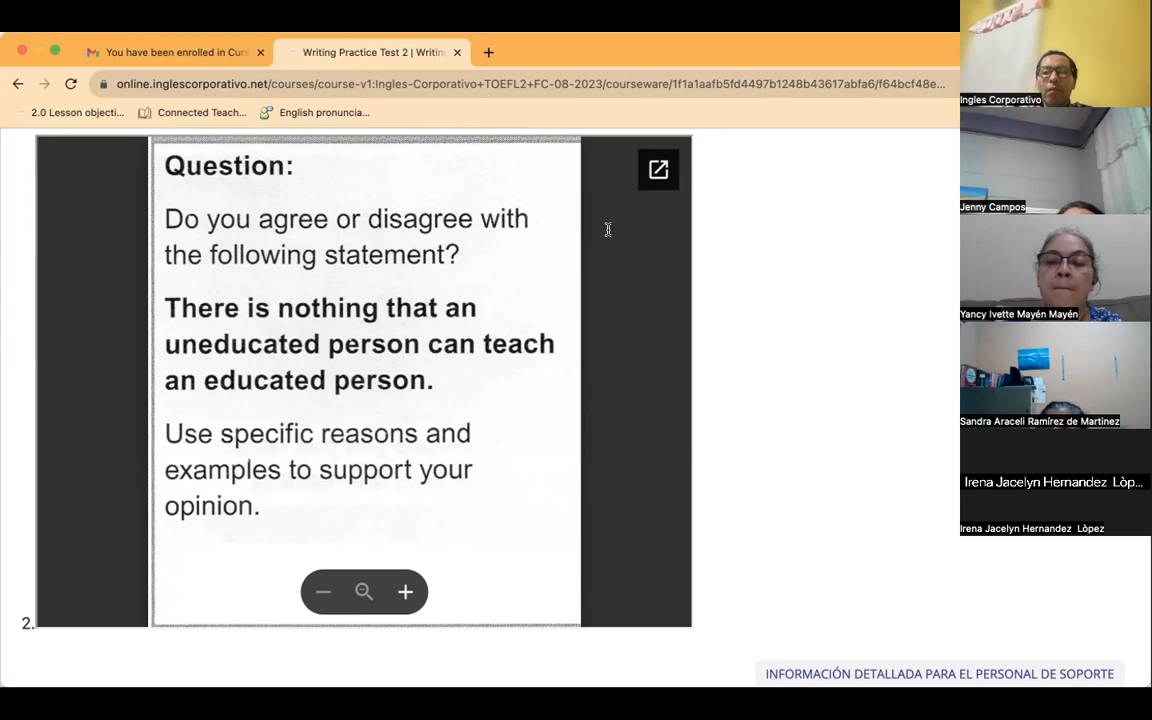 You have been enrolled in Cur
Writing Practice Test 2 | Writin
online.inglescorporativo.net/courses/course-v1:Ingles-Corporativo+TOEFL2+FC-08-2023/courseware/1f1a1aafb5fd4497b1248b43617abfa6/f64bcf48e...
2.0 Lesson objecti...
Connected Teach...
English pronuncia...
Question:
Do you agree or disagree with
the following statement?
There is nothing that an
uneducated person can teach
an educated person.
Use specific reasons and
examples to support your
opinion.
2.
INFORMACIÓN DETALLADA PARA EL PERSONAL DE SOPORTE
Ingles Corporativo
Jenny Campos
Yancy Ivette Mayén Mayén
Sandra Araceli Ramírez de Martinez
Irena Jacelyn Hernandez Lòp...
Irena Jacelyn Hernandez Lòpez